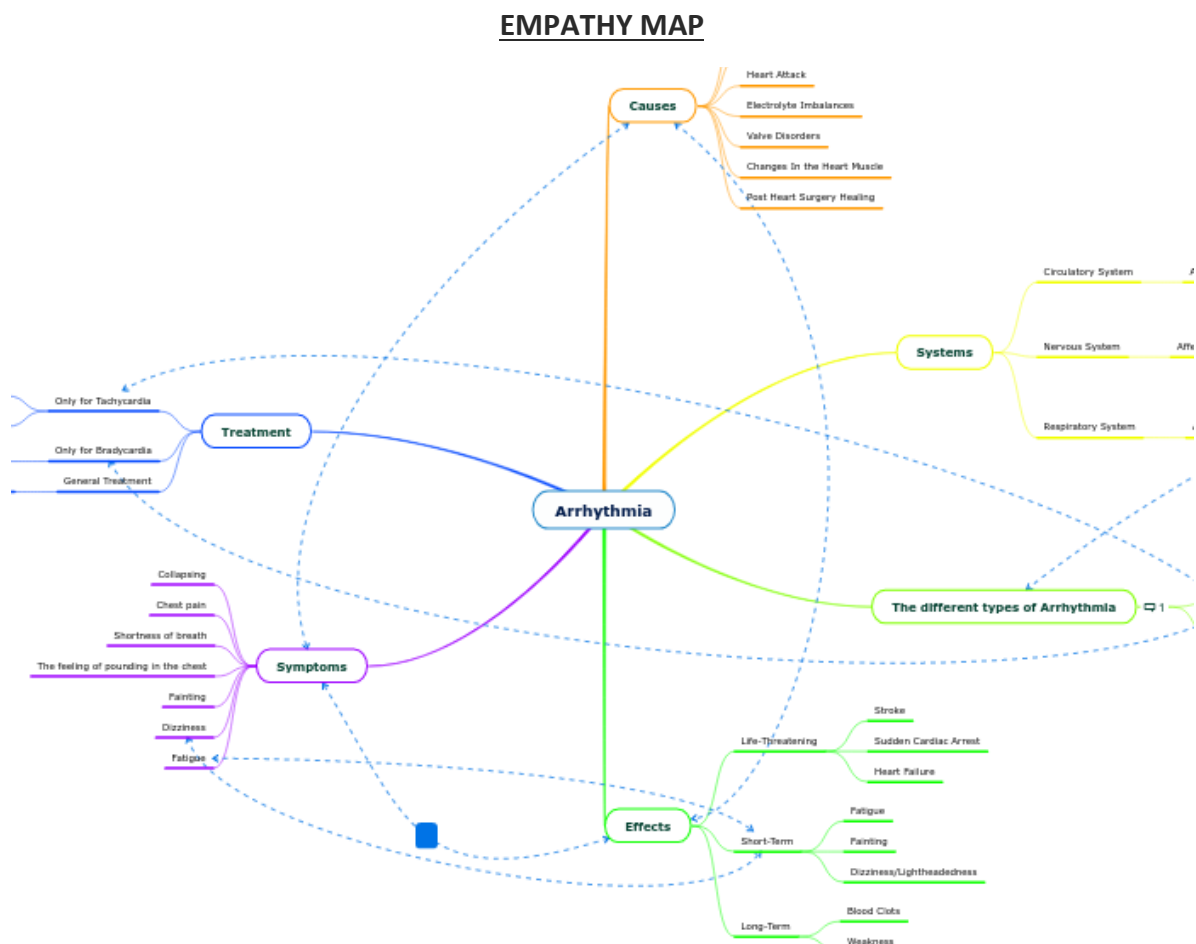 EMPATHY MAP
Causes
Heart Attack
Electrolyte Imbalances
Valve Disorders
Changes In the Heart Muscle
Post Heart Surgery Healing
Systems
Circulatory System
A
Nervous System
Affe
Respiratory System
Treatment
Only for Tachycardia
Only for Bradycardia
General Treatment
Arrhythmia
The different types of Arrhythmia
1
Symptoms
Collapsing
Chest pain
Shortness of breath
The feeling of pounding in the chest
Fainting
Dizziness
Fatigue
Effects
Life-Threatening
Stroke
Sudden Cardiac Arrest
Heart Failure
Short-Term
Fatigue
Fainting
Dizziness/Lightheadedness
Long-Term
Blood Clots
Weakness